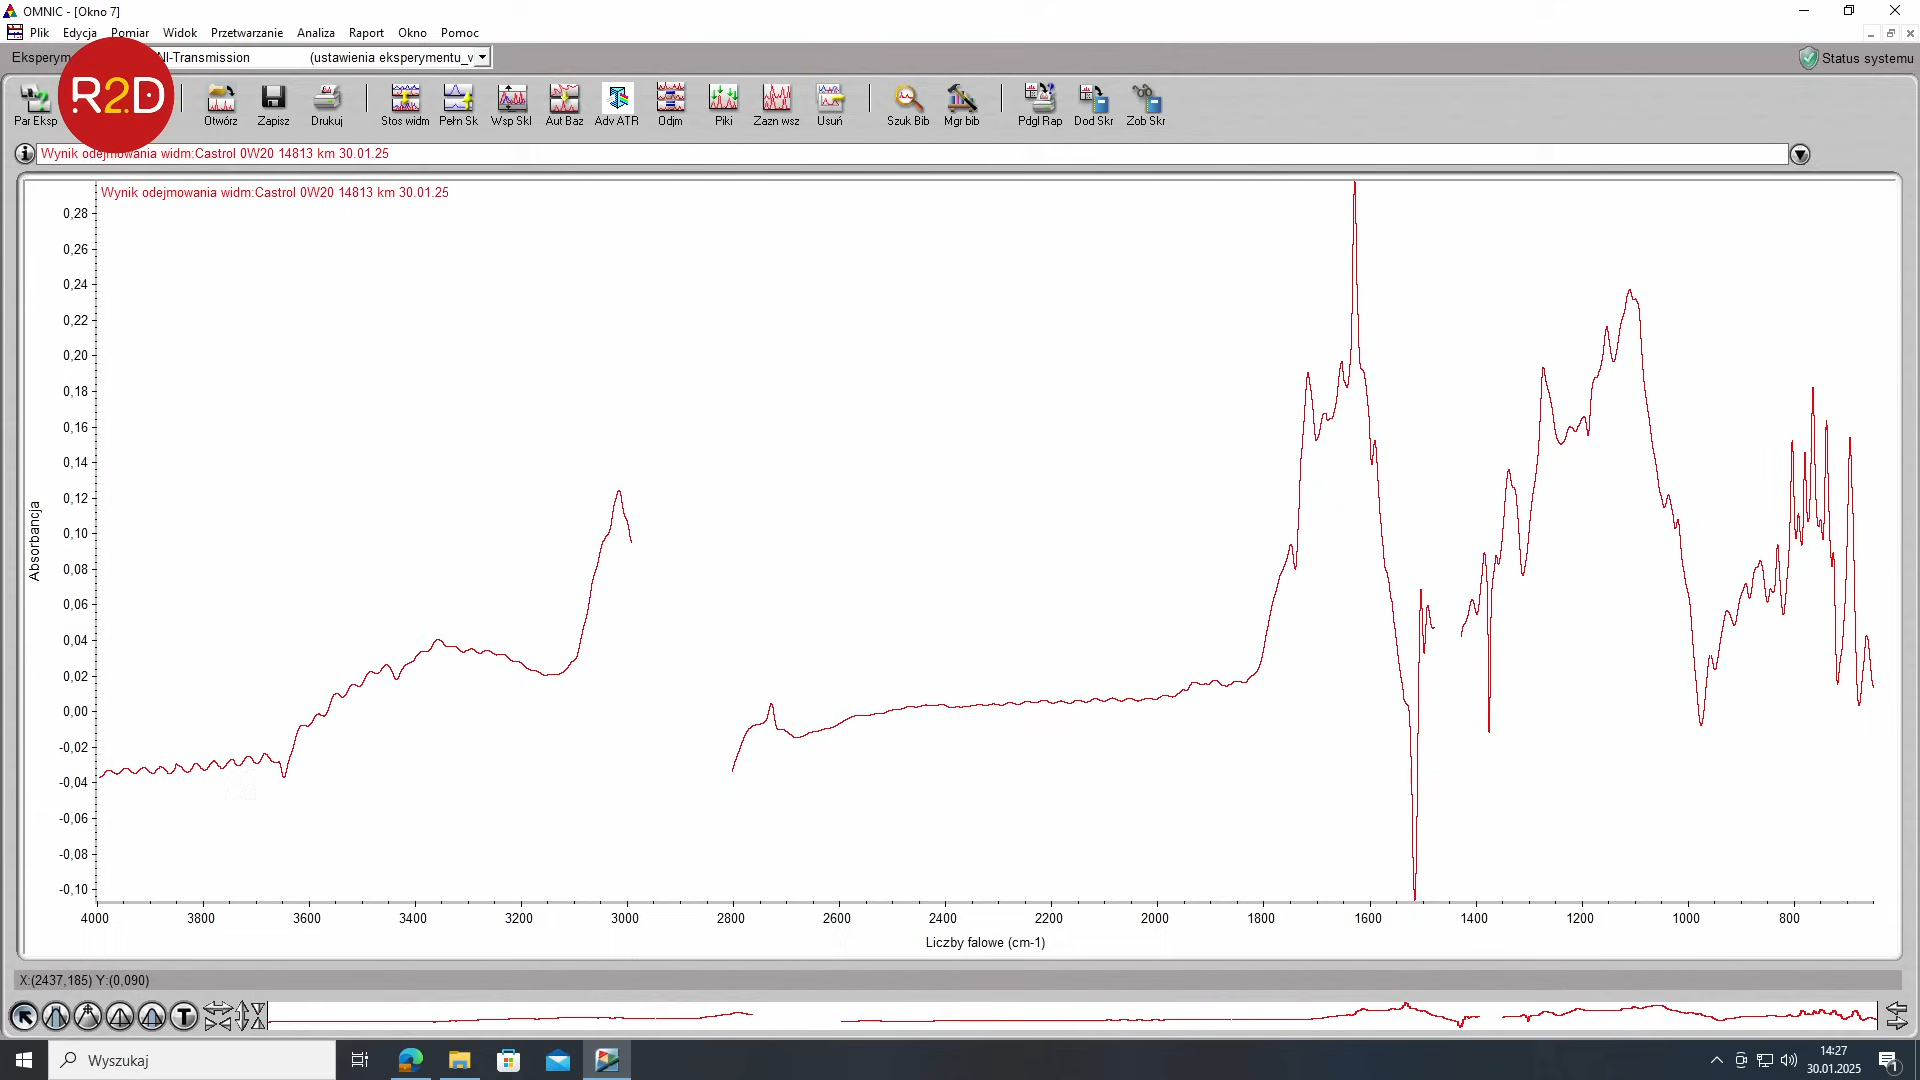 OMNIC - [Okno 7]
Plik Edycja Pomiar Widok Przetwarzanie Analiza Raport Okno Pomoc
Eksperym NI-Transmission (ustawienia eksperymentu_v Status systemu
R2D
Par Eksp Otwórz Zapisz Drukuj Stos widm Pełn Sk Wsp Skl Aut Baz Adv ATR Odjm Piki Zazn wsz Usuń Szuk Bib Mgr bib Pdgl Rap Dod Skr Zob Skr
Wynik odejmowania widm:Castrol 0W20 14813 km 30.01.25
Wynik odejmowania widm:Castrol 0W20 14813 km 30.01.25
0,28
0,26
0,24
0,22
0,20
0,18
0,16
0,14
0,12
0,10
0,08
0,06
0,04
0,02
0,00
-0,02
-0,04
-0,06
-0,08
-0,10
Absorbancja
4000 3800 3600 3400 3200 3000 2800 2600 2400 2200 2000 1800 1600 1400 1200 1000 800
Liczby falowe (cm-1)
X:(2437,185) Y:(0,090)
T
Wyszukaj
14:27
30.01.2025
1